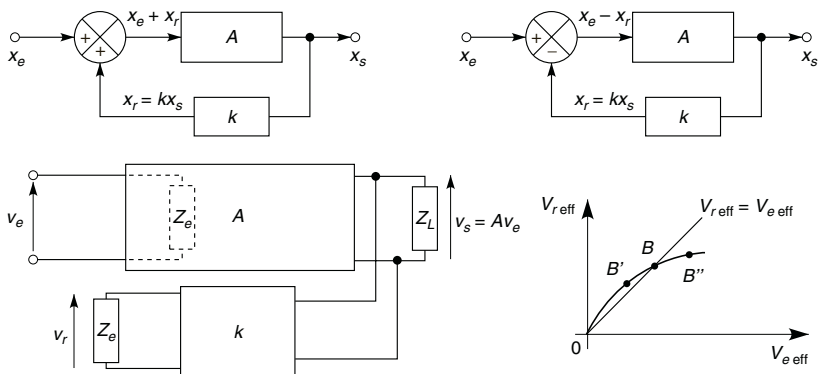 x_e + x_r
+
+
A
x_e
x_s
x_r = kx_s
k
x_e – x_r
+
–
A
x_e
x_s
x_r = kx_s
k
v_e
Z_e
A
Z_L
v_s = Av_e
v_r
Z_e
k
V_r eff
V_r eff = V_e eff
B
B'
B''
0
V_e eff